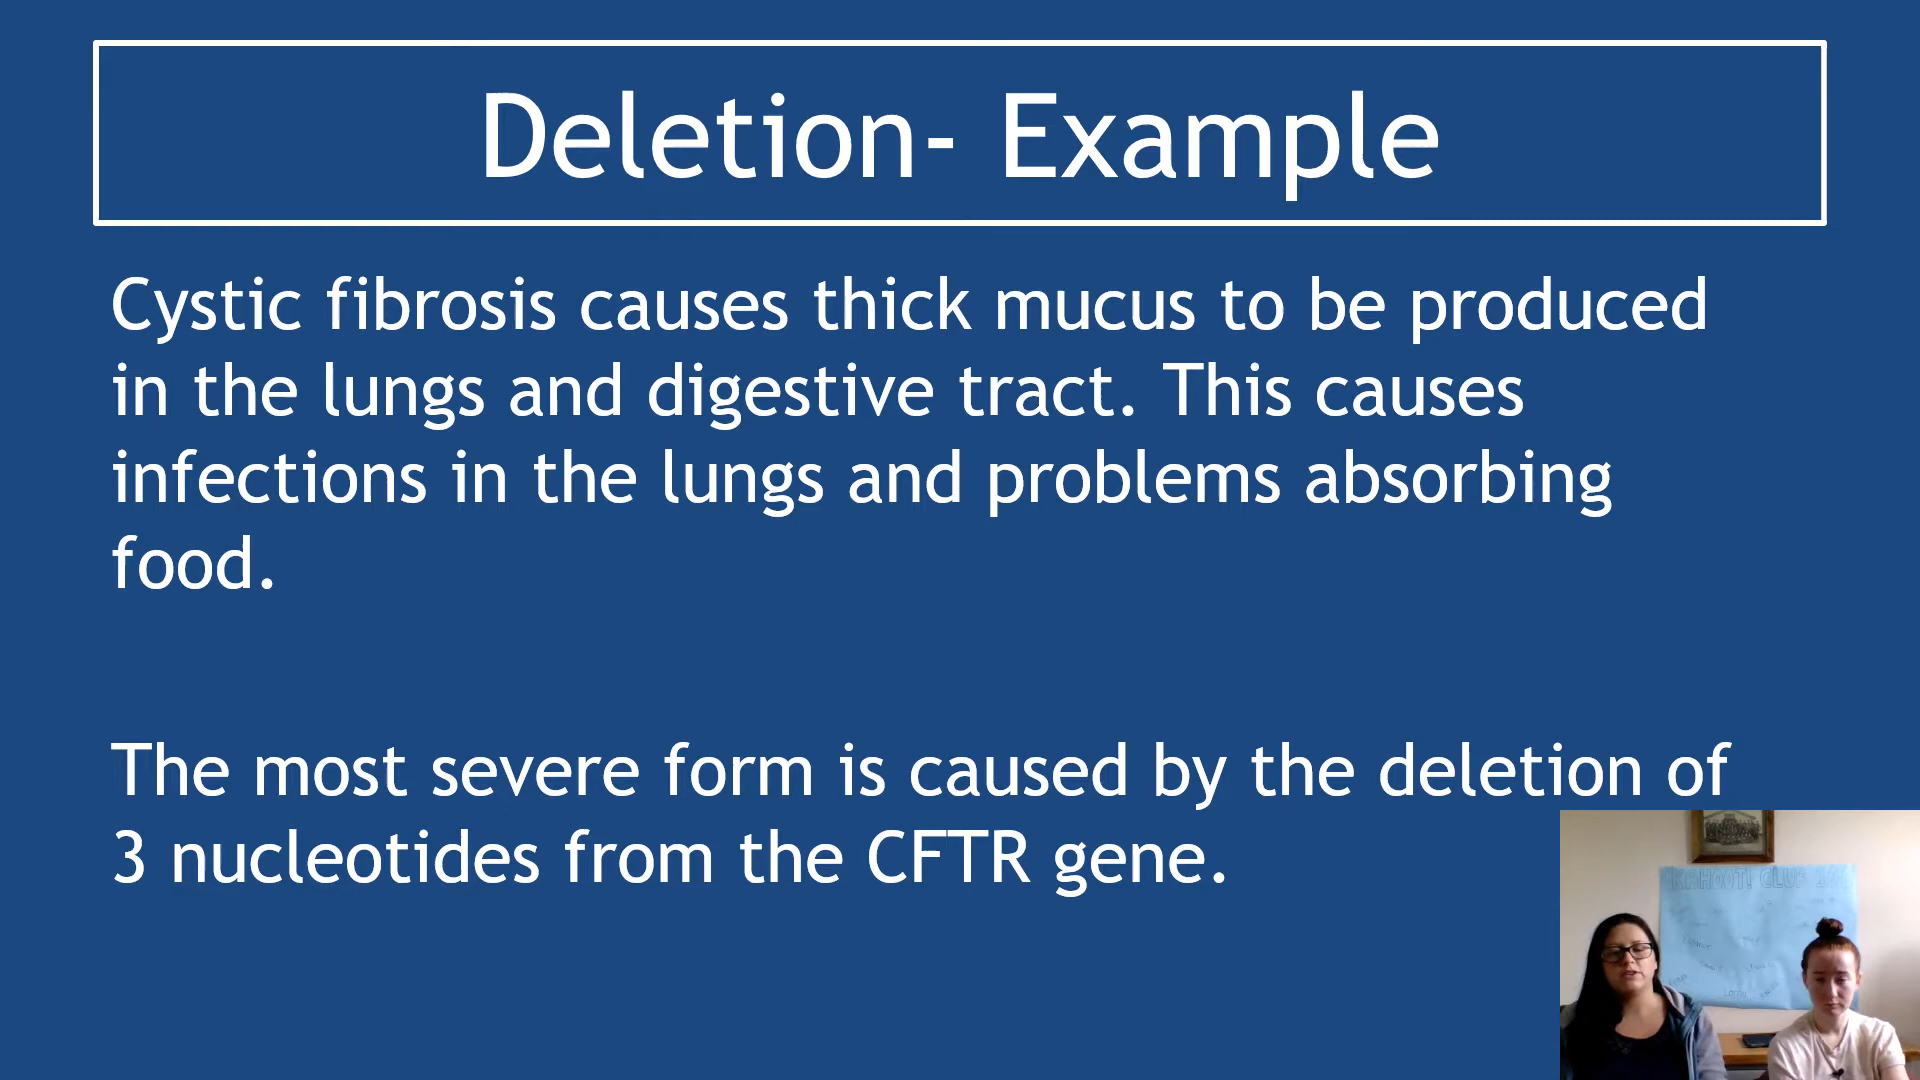 Deletion- Example
Cystic fibrosis causes thick mucus to be produced
in the lungs and digestive tract. This causes
infections in the lungs and problems absorbing
food.
The most severe form is caused by the deletion of
3 nucleotides from the CFTR gene.
KAHOOT! CLUB